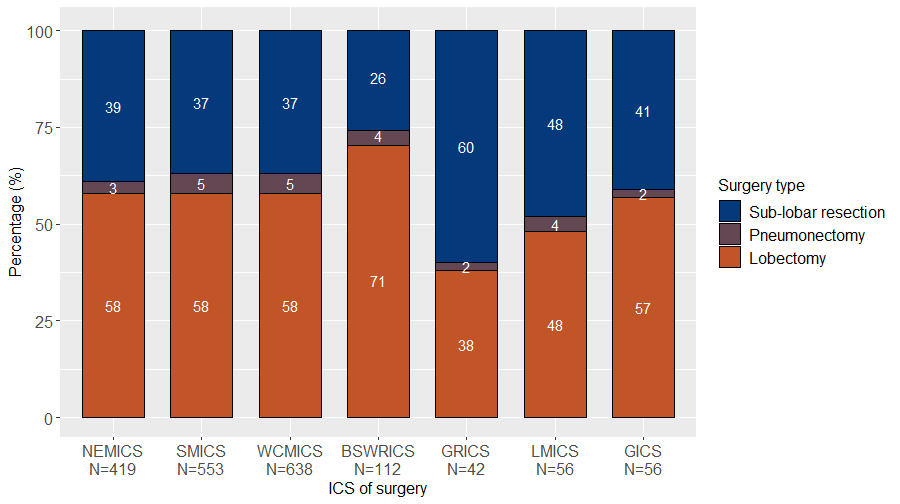 100
75
50
25
0
Percentage (%)
39 37 37 26 60 48 41
3 5 5 4 2 4 2
58 58 58 71 38 48 57
NEMICS SMICS WCMICS BSWRICS GRICS LMICS GICS
N=419 N=553 N=638 N=112 N=42 N=56 N=56
ICS of surgery
Surgery type
Sub-lobar resection
Pneumonectomy
Lobectomy